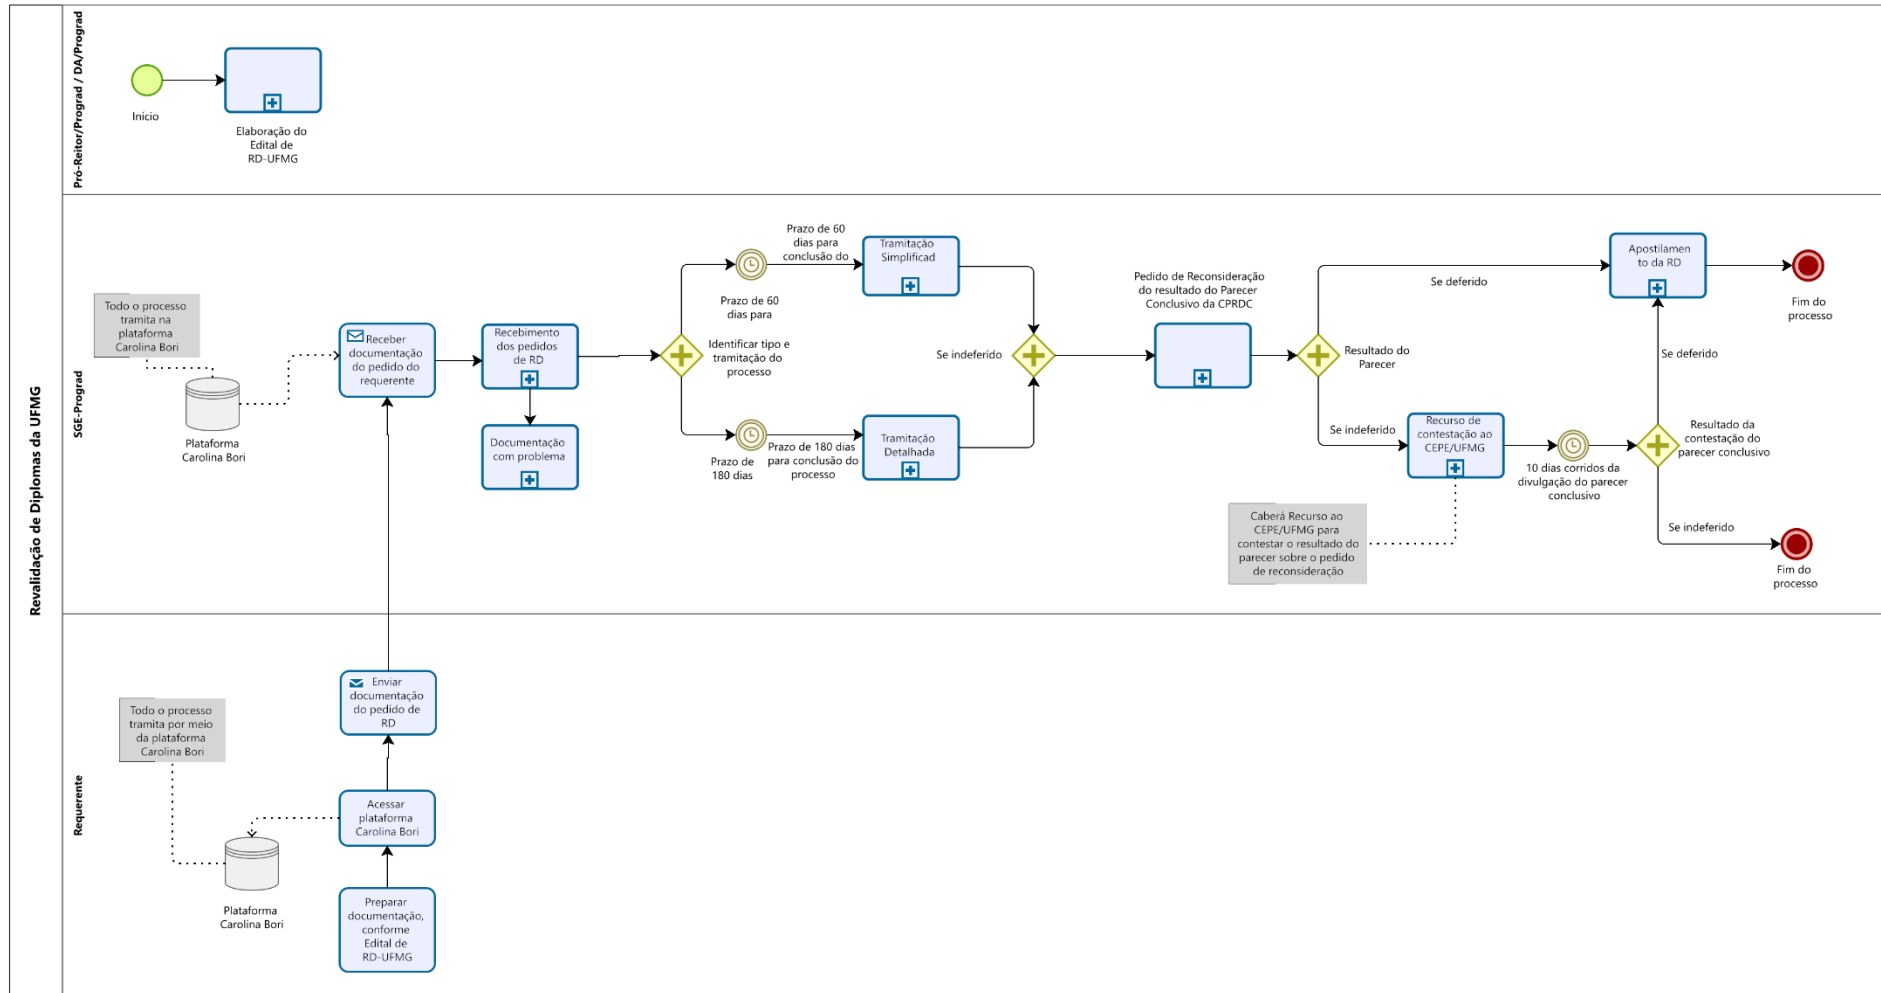 Revalidação de Diplomas da UFMG
Pró-Reitor/Prograd / DA/Prograd
Início
Elaboração do
Edital de
RD-UFMG
SGE-Prograd
Todo o processo
tramita na
plataforma
Carolina Bori
Plataforma
Carolina Bori
Receber
documentação
do pedido do
requerente
Recebimento
dos pedidos
de RD
Documentação
com problema
Identificar tipo e
tramitação do
processo
Prazo de 60
dias para
Prazo de 60
dias para
conclusão do
Tramitação
Simplificad
Prazo de
180 dias
Prazo de 180 dias
para conclusão do
processo
Tramitação
Detalhada
Se indeferido
Pedido de Reconsideração
do resultado do Parecer
Conclusivo da CPRDC
Resultado do
Parecer
Se deferido
Se indeferido
Recurso de
contestação ao
CEPE/UFMG
Caberá Recurso ao
CEPE/UFMG para
contestar o resultado do
parecer sobre o pedido
de reconsideração
10 dias corridos da
divulgação do parecer
conclusivo
Resultado da
contestação do
parecer conclusivo
Se deferido
Apostilamen
to da RD
Fim do
processo
Se indeferido
Fim do
processo
Requerente
Enviar
documentação
do pedido de
RD
Todo o processo
tramita por meio
da plataforma
Carolina Bori
Acessar
plataforma
Carolina Bori
Plataforma
Carolina Bori
Preparar
documentação,
conforme
Edital de
RD-UFMG